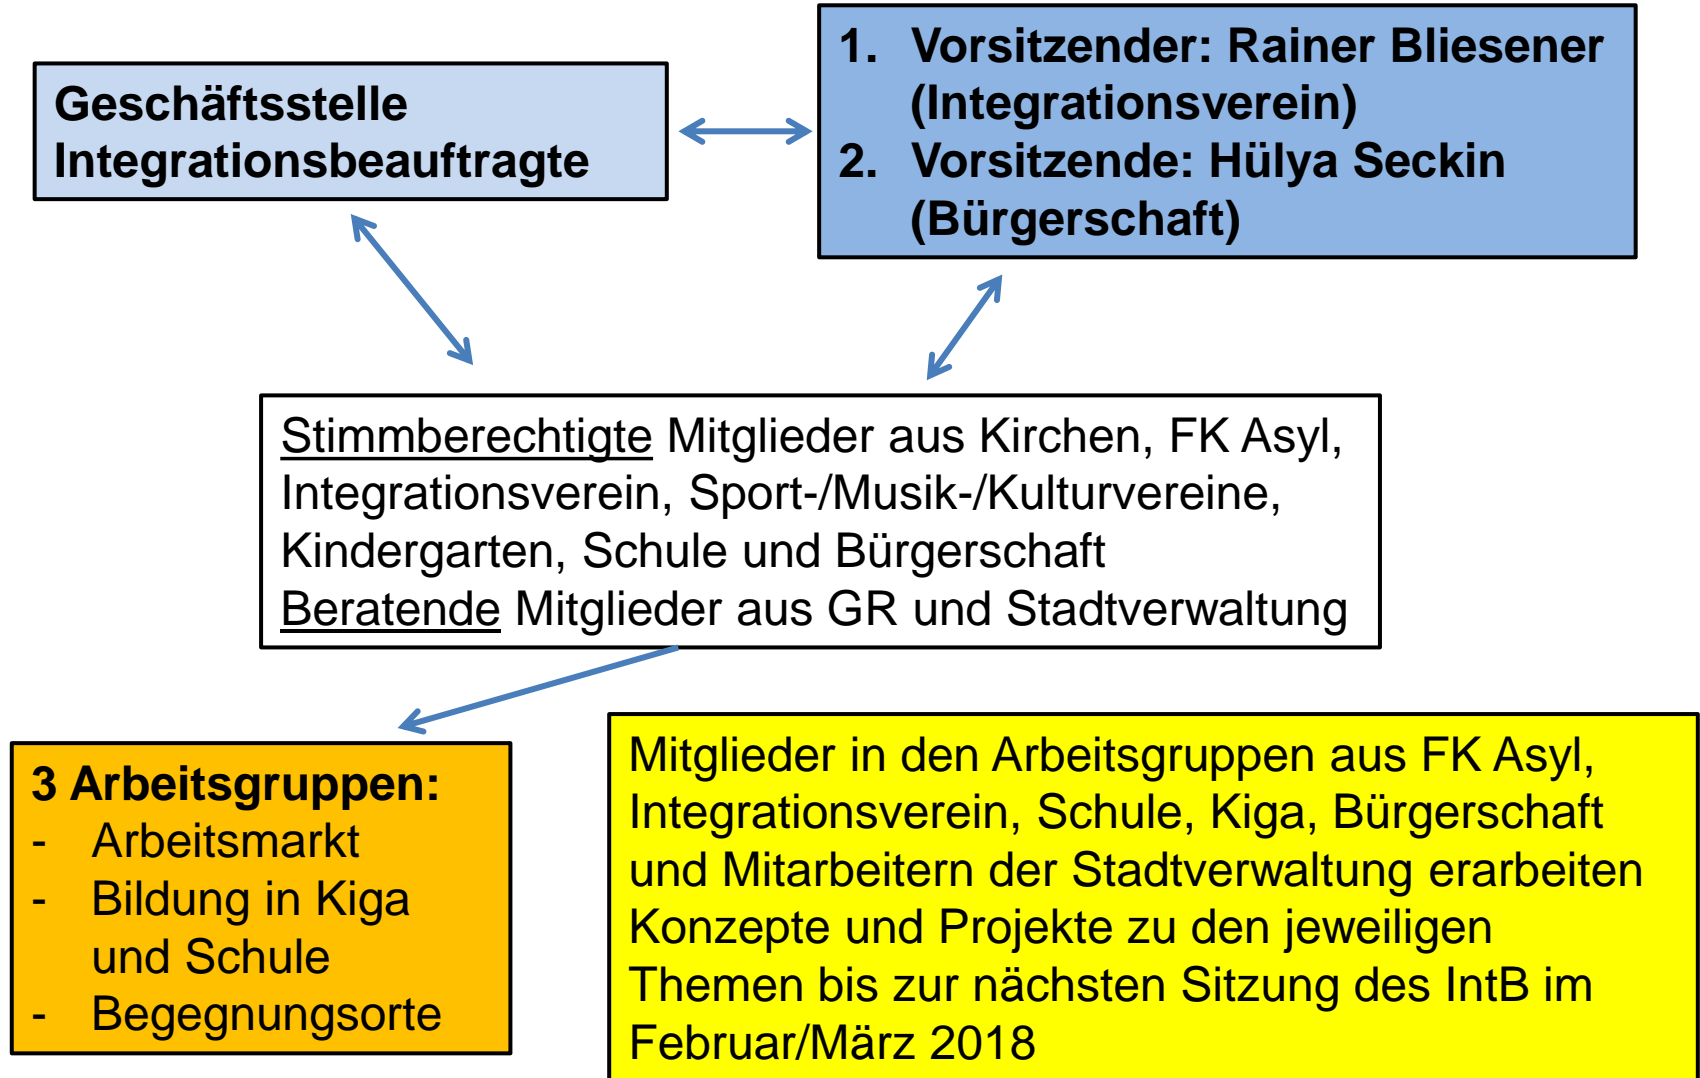 Geschäftsstelle
Integrationsbeauftragte
1. Vorsitzender: Rainer Bliesener
(Integrationsverein)
2. Vorsitzende: Hülya Seckin
(Bürgerschaft)
Stimmberechtigte Mitglieder aus Kirchen, FK Asyl,
Integrationsverein, Sport-/Musik-/Kulturvereine,
Kindergarten, Schule und Bürgerschaft
Beratende Mitglieder aus GR und Stadtverwaltung
3 Arbeitsgruppen:
- Arbeitsmarkt
- Bildung in Kiga
und Schule
- Begegnungsorte
Mitglieder in den Arbeitsgruppen aus FK Asyl,
Integrationsverein, Schule, Kiga, Bürgerschaft
und Mitarbeitern der Stadtverwaltung erarbeiten
Konzepte und Projekte zu den jeweiligen
Themen bis zur nächsten Sitzung des IntB im
Februar/März 2018